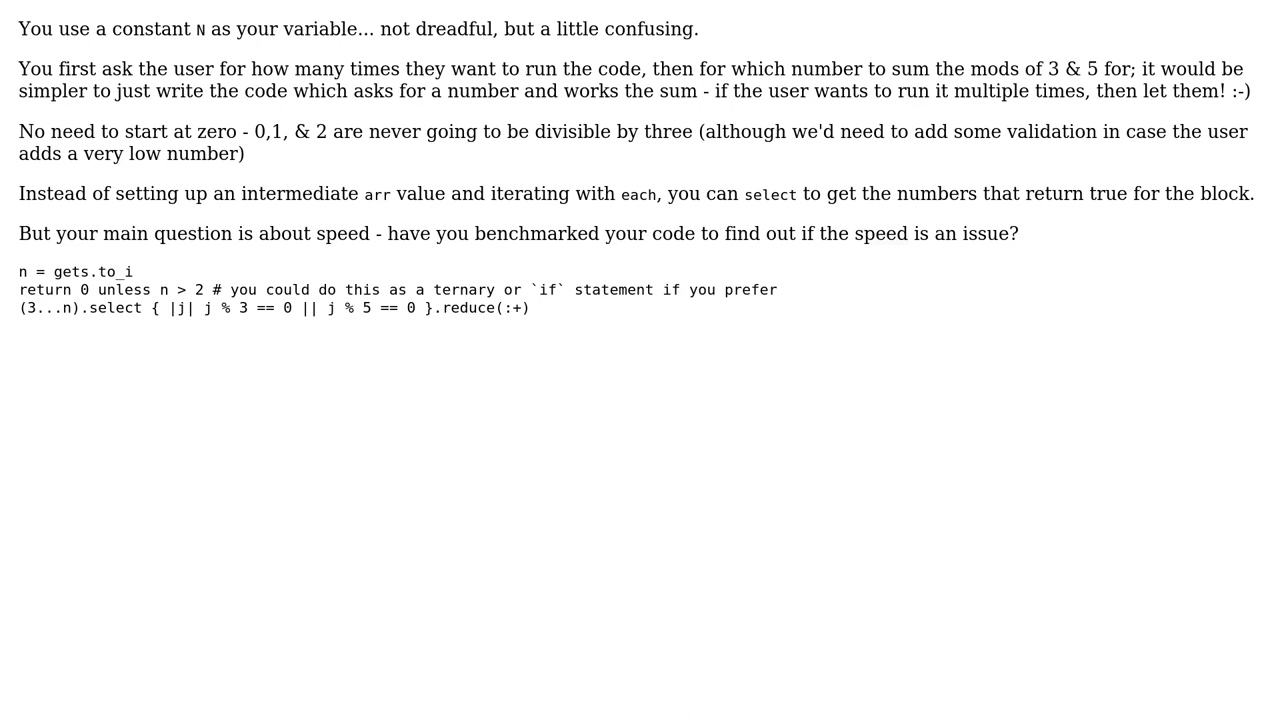 You use a constant N as your variable... not dreadful, but a little confusing.
You first ask the user for how many times they want to run the code, then for which number to sum the mods of 3 & 5 for; it would be
simpler to just write the code which asks for a number and works the sum - if the user wants to run it multiple times, then let them! :-)
No need to start at zero - 0,1, & 2 are never going to be divisible by three (although we'd need to add some validation in case the user
adds a very low number)
Instead of setting up an intermediate arr value and iterating with each, you can select to get the numbers that return true for the block.
But your main question is about speed - have you benchmarked your code to find out if the speed is an issue?
n = gets.to_i
return 0 unless n > 2 # you could do this as a ternary or `if` statement if you prefer
(3...n).select { |j| j % 3 == 0 || j % 5 == 0 }.reduce(:+)